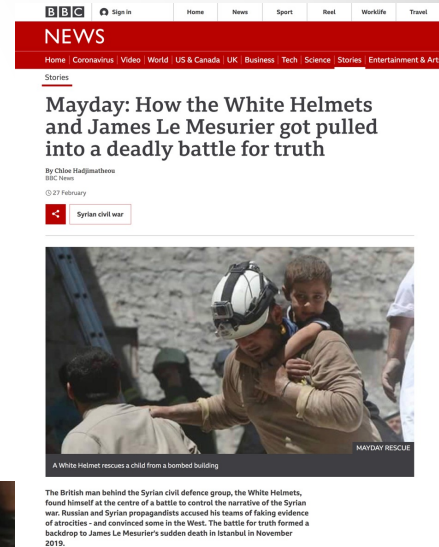 BBC Sign in Home News Sport Reel Worklife Travel
NEWS
Home Coronavirus Video World US & Canada UK Business Tech Science Stories Entertainment & Art
Stories
Mayday: How the White Helmets
and James Le Mesurier got pulled
into a deadly battle for truth
By Chloe Hadjimatheou
BBC News
27 February
Syrian civil war
MAYDAY RESCUE
A White Helmet rescues a child from a bombed building
The British man behind the Syrian civil defence group, the White Helmets,
found himself at the centre of a battle to control the narrative of the Syrian
war. Russian and Syrian propagandists accused his teams of faking evidence
of atrocities - and convinced some in the West. The battle for truth formed a
backdrop to James Le Mesurier's sudden death in Istanbul in November
2019.